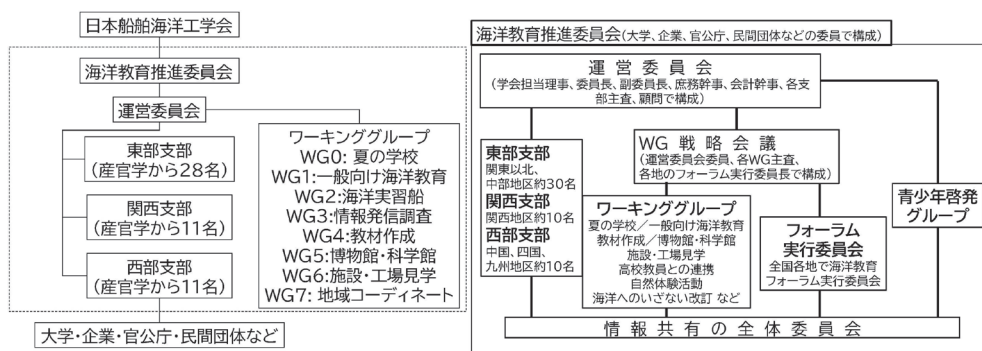 日本船舶海洋工学会
海洋教育推進委員会
運営委員会
東部支部
(産官学から28名)
関西支部
(産官学から11名)
西部支部
(産官学から11名)
大学・企業・官公庁・民間団体など
ワーキンググループ
WG0: 夏の学校
WG1:一般向け海洋教育
WG2:海洋実習船
WG3:情報発信調査
WG4:教材作成
WG5:博物館・科学館
WG6:施設・工場見学
WG7: 地域コーディネート
海洋教育推進委員会(大学、企業、官公庁、民間団体などの委員で構成)
運営委員会
(学会担当理事、委員長、副委員長、庶務幹事、会計幹事、各支
部主査、顧問で構成)
東部支部
関東以北、
中部地区約30名
関西支部
関西地区約10名
西部支部
中国、四国、
九州地区約10名
WG 戦略会議
(運営委員会委員、各WG主査、
各地のフォーラム実行委員長で構成)
ワーキンググループ
夏の学校/一般向け海洋教育
教材作成/博物館・科学館
施設・工場見学
高校教員との連携
自然体験活動
海洋へのいざない改訂 など
フォーラム
実行委員会
全国各地で海洋教育
フォーラム実行委員会
青少年啓発
グループ
情報共有の全体委員会